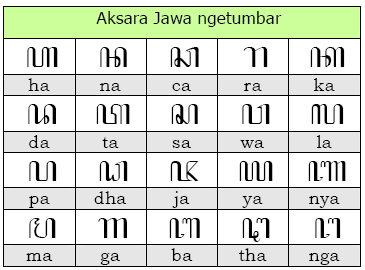 Aksara Jawa ngetumbar
ꦲ ꦤ ꦕ ꦫ ꦏ
ha na ca ra ka
ꦢ ꦠ ꦱ ꦮ ꦭ
da ta sa wa la
ꦥ ꦝ ꦗ ꦪ ꦚ
pa dha ja ya nya
ꦩ ꦒ ꦧ ꦛ ꦔ
ma ga ba tha nga